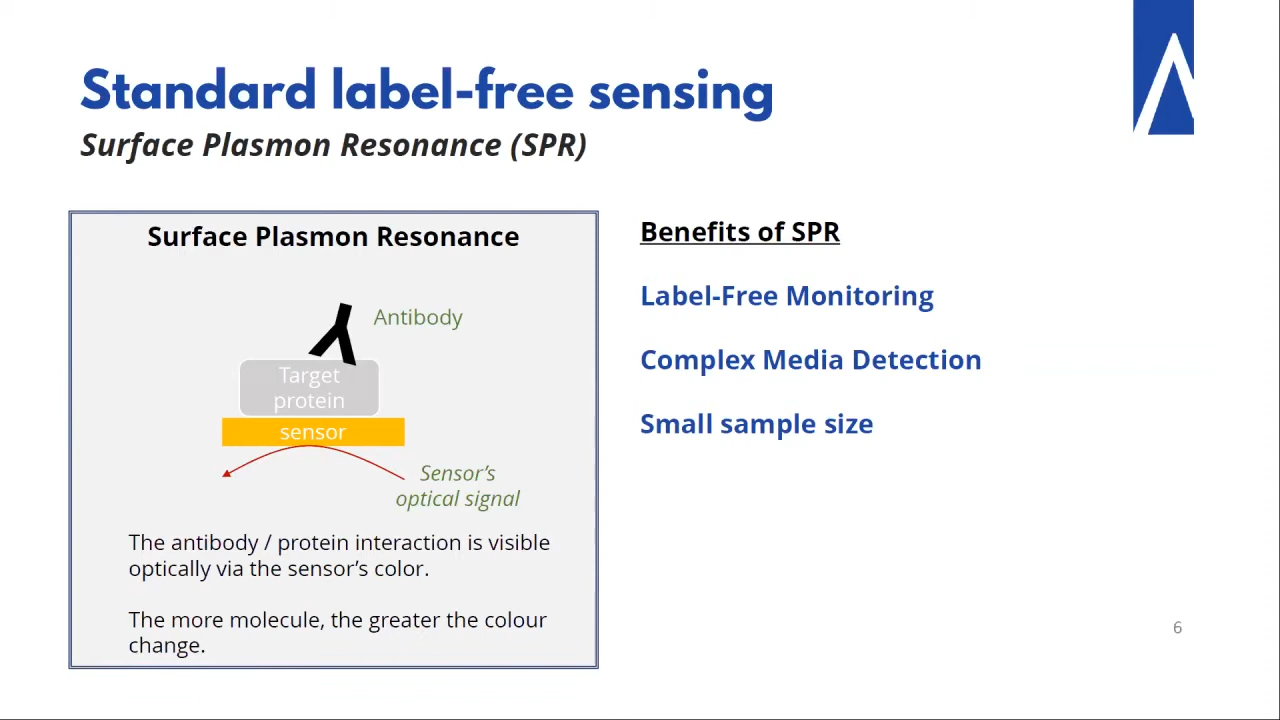 Standard label-free sensing
Surface Plasmon Resonance (SPR)
Surface Plasmon Resonance
Antibody
Target
protein
sensor
Sensor's
optical signal
The antibody / protein interaction is visible
optically via the sensor's color.
The more molecule, the greater the colour
change.
Benefits of SPR
Label-Free Monitoring
Complex Media Detection
Small sample size
6